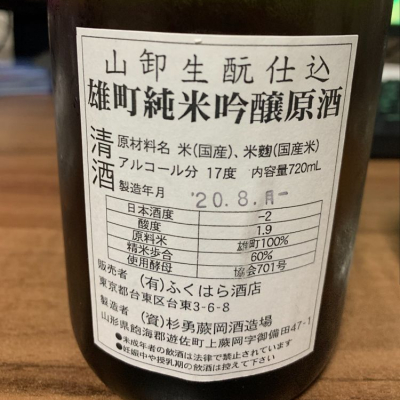 山卸生酛仕込
雄町純米吟醸原酒
清酒
原材料名 米(国産)、米麹(国産米)
アルコール分 17度 内容量720mL
製造年月 '20.8.月一
日本酒度 -2
酸度 1.9
原料米 雄町100%
精米歩合 60%
使用酵母 協会701号
販売者 (有)ふくはら酒店
東京都台東区台東3-6-8
製造者 (資)杉勇蕨岡酒造場
山形県飽海郡遊佐町上蕨岡字御備田47-1
●未成年者の飲酒は法律で禁止されています
●妊娠中や授乳期の飲酒は控えて下さい